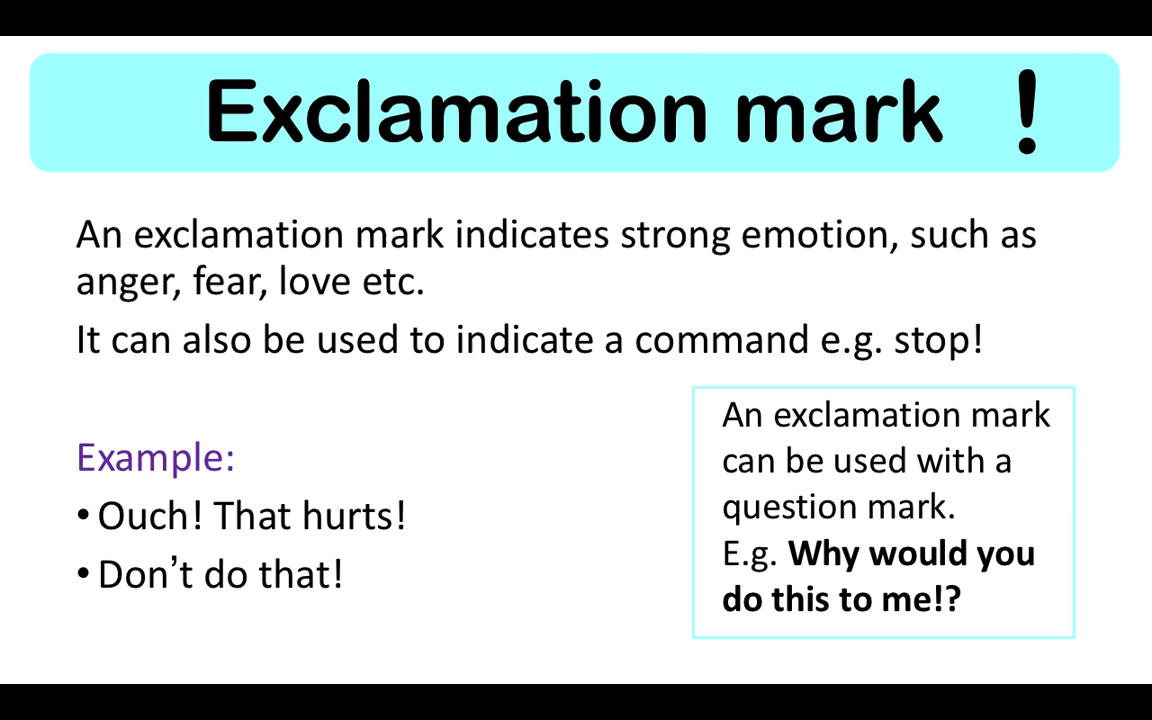 Exclamation mark !
An exclamation mark indicates strong emotion, such as
anger, fear, love etc.
It can also be used to indicate a command e.g. stop!
Example:
• Ouch! That hurts!
• Don’t do that!
An exclamation mark
can be used with a
question mark.
E.g. Why would you
do this to me!?